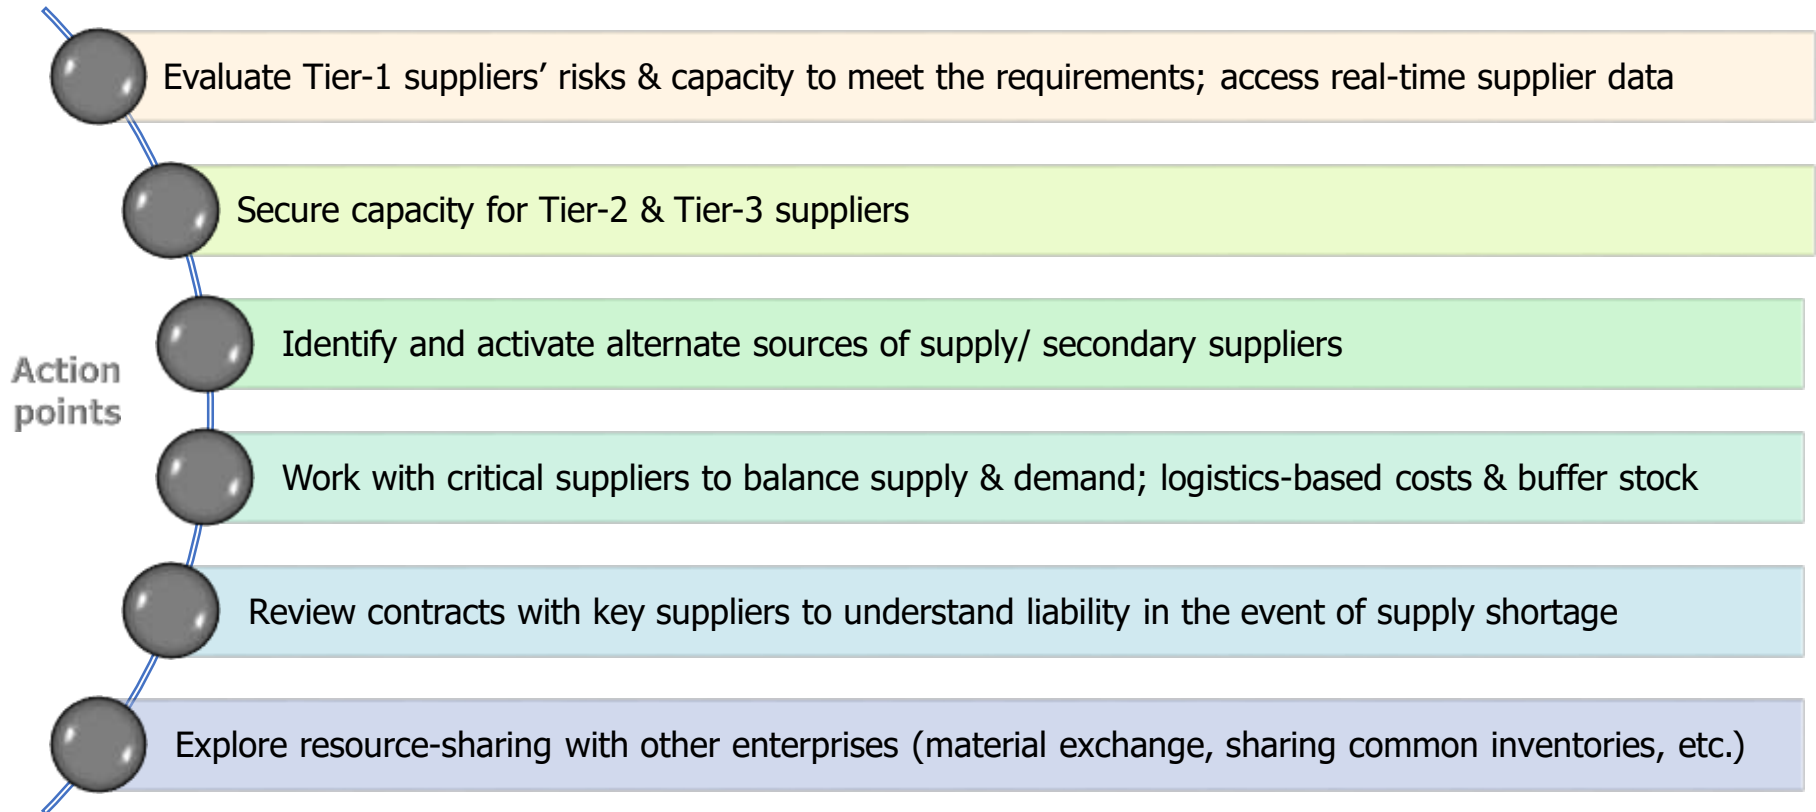 Evaluate Tier-1 suppliers’ risks & capacity to meet the requirements; access real-time supplier data
Secure capacity for Tier-2 & Tier-3 suppliers
Identify and activate alternate sources of supply/ secondary suppliers
Action
points
Work with critical suppliers to balance supply & demand; logistics-based costs & buffer stock
Review contracts with key suppliers to understand liability in the event of supply shortage
Explore resource-sharing with other enterprises (material exchange, sharing common inventories, etc.)